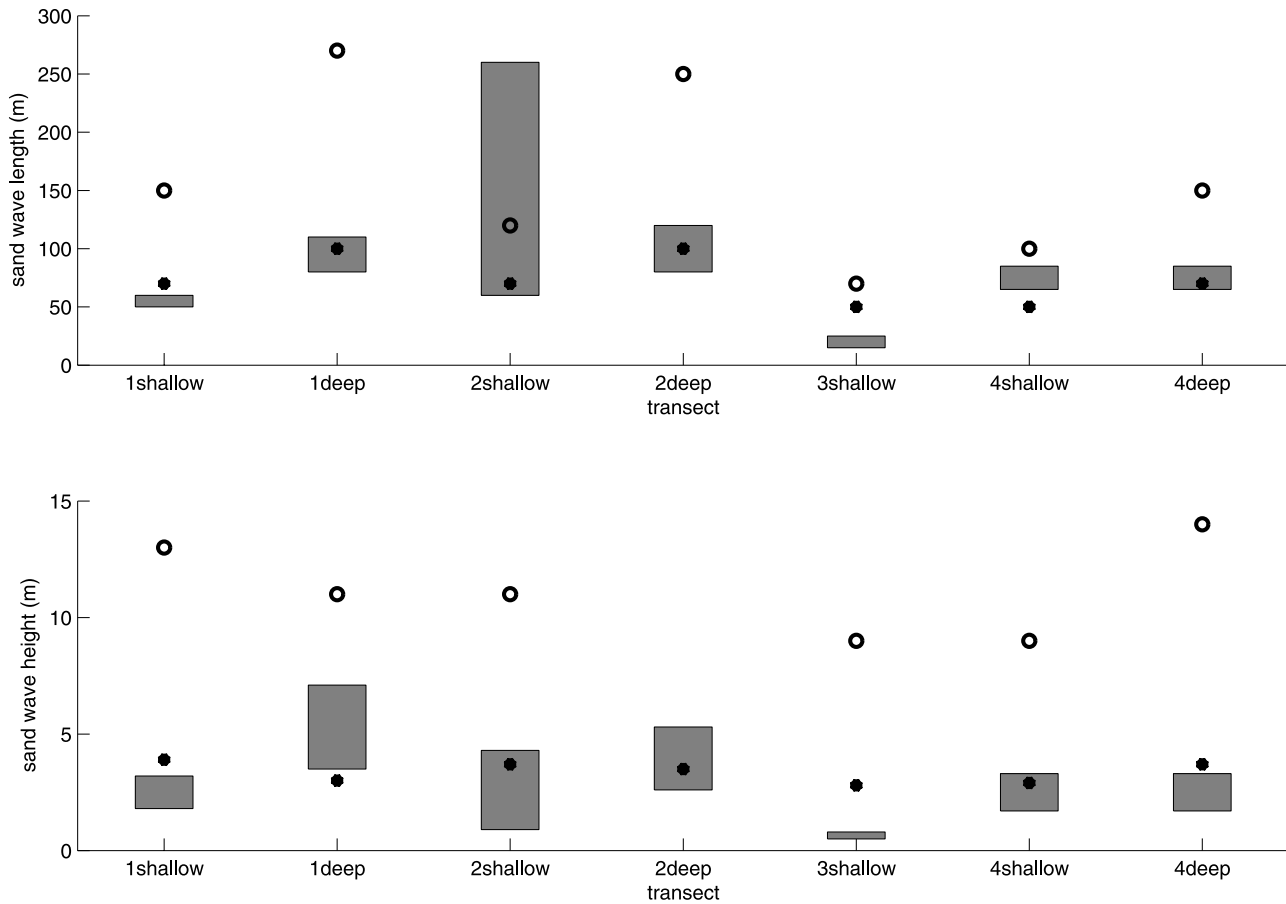 sand wave length (m)
300
250
200
150
100
50
0
1shallow 1deep 2shallow 2deep 3shallow 4shallow 4deep
transect
sand wave height (m)
15
10
5
0
1shallow 1deep 2shallow 2deep 3shallow 4shallow 4deep
transect